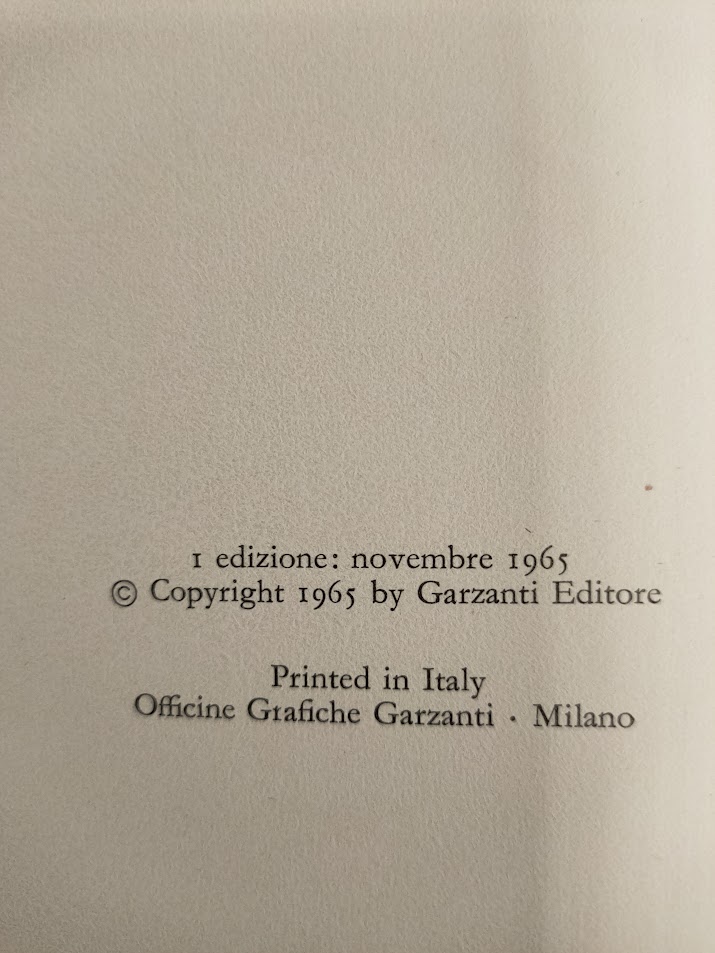 1 edizione: novembre 1965
© Copyright 1965 by Garzanti Editore
Printed in Italy
Officine Grafiche Garzanti · Milano